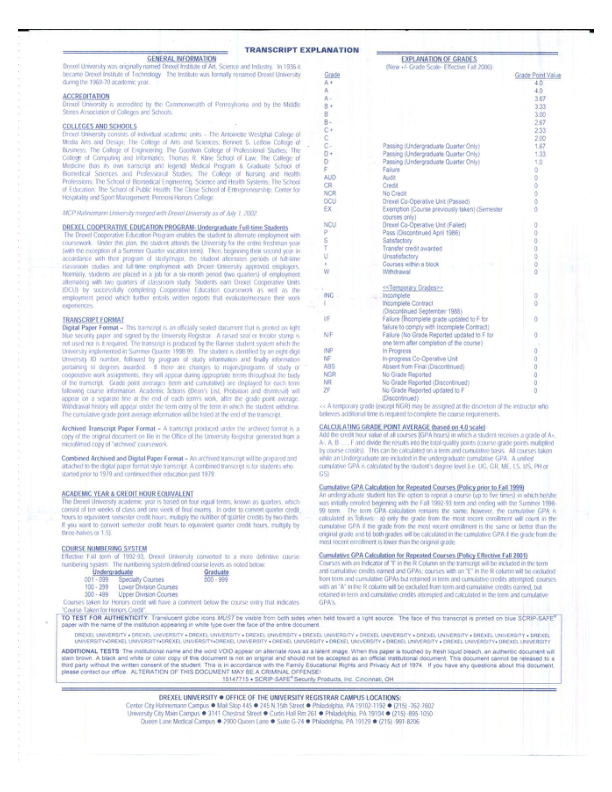 TRANSCRIPT EXPLANATION
GENERAL INFORMATION
Drexel University was originally named Drexel Institute of Art, Science and Industry. In 1936 it
became Drexel Institute of Technology. The Institute was formally renamed Drexel University
during the 1969-70 academic year.
ACCREDITATION
Drexel University is accredited by the Commonwealth of Pennsylvania and by the Middle
States Association of Colleges and Schools.
COLLEGES AND SCHOOLS
Drexel University consists of individual academic units – The Antoinette Westphal College of
Media Arts and Design; The College of Arts and Sciences; Bennett S. LeBow College of
Business; The College of Engineering; The Goodwin College of Professional Studies; The
College of Computing and Informatics; Thomas R. Kline School of Law; The College of
Medicine (has its own transcript and legend) Medical Program & Graduate School of
Biomedical Sciences and Professional Studies; The College of Nursing and Health
Professions; The School of Biomedical Engineering, Science and Health Systems; The School
of Education; The School of Public Health; The Close School of Entrepreneurship; Center for
Hospitality and Sport Management; Pennoni Honors College
MCP Hahnemann University merged with Drexel University as of July 1, 2002.
DREXEL COOPERATIVE EDUCATION PROGRAM: Undergraduate Full-time Students
The Drexel Cooperative Education Program enables the student to alternate employment with
coursework. Under this plan, the student attends the University for the entire freshman year
(with the exception of a Summer Quarter vacation term). Then, beginning their second year in
accordance with their program of study/major, the student alternates periods of full-time
classroom studies and full-time employment with Drexel University approved employers.
Normally, students are placed in a job for a six-month period (two quarters) of employment
alternating with two quarters of classroom study. Students earn Drexel Cooperative Units
(DCU) by successfully completing Cooperative Education coursework as well as the
employment period which further entails written reports that evaluate/measure their work
experiences.
TRANSCRIPT FORMAT
Digital Paper Format – This transcript is an officially sealed document that is printed on light
blue security paper and signed by the University Registrar. A raised seal or tricolor stamp is
not used nor is it required. The transcript is produced by the Banner student system which the
University implemented in Summer Quarter 1998-99. The student is identified by an eight-digit
University ID number, followed by program of study information and finally information
pertaining to degrees awarded. If there are changes to majors/programs of study or
cooperative work assignments, they will appear during appropriate terms throughout the body
of the transcript. Grade point averages (term and cumulative) are displayed for each term
following course information. Academic Actions (Dean's List, Probation and dismissal) will
appear on a separate line at the end of each term's work, after the grade point average.
Withdrawal history will appear under the term entry of the term in which the student withdrew.
The cumulative grade point average information will be listed at the end of the transcript.
Archived Transcript Paper Format – A transcript produced under the archived format is a
copy of the original document on file in the Office of the University Registrar generated from a
microfilmed copy of "archived" coursework.
Combined Archived and Digital Paper Format – An archived transcript will be prepared and
attached to the digital paper format style transcript. A combined transcript is for students who
started prior to 1979 and continued their education past 1979.
ACADEMIC YEAR & CREDIT HOUR EQUIVALENT
The Drexel University academic year is based on four equal terms, known as quarters, which
consist of ten weeks of class and one week of final exams. In order to convert quarter credit
hours to equivalent semester credit hours, multiply the number of quarter credits by two-thirds.
If you want to convert semester credit hours to equivalent quarter credit hours, multiply by
three-halves or 1.5).
COURSE NUMBERING SYSTEM
Effective Fall term of 1992-93, Drexel University converted to a more definitive course
numbering system. The numbering system defined course levels as noted below:
Undergraduate Graduate
001 - 099 Specialty Courses 500 - 999
100 - 299 Lower Division Courses
300 - 499 Upper Division Courses
Courses taken for Honors credit will have a comment below the course entry that indicates
"Course Taken for Honors Credit".
EXPLANATION OF GRADES
(New +/- Grade Scale- Effective Fall 2006)
Grade Grade Point Value
A + 4.0
A 4.0
A - 3.67
B + 3.33
B 3.00
B - 2.67
C + 2.33
C 2.00
C - Passing (Undergraduate Quarter Only) 1.67
D + Passing (Undergraduate Quarter Only) 1.33
D Passing (Undergraduate Quarter Only) 1.0
F Failure 0
AUD Audit 0
CR Credit 0
NCR No Credit 0
DCU Drexel Co-Operative Unit (Passed) 0
EX Exemption (Course previously taken) (Semester 0
courses only)
NCU Drexel Co-Operative Unit (Failed) 0
P Pass (Discontinued April 1986) 0
S Satisfactory 0
T Transfer credit awarded 0
U Unsatisfactory 0
+ Courses within a block 0
W Withdrawal 0
<<Temporary Grades>>
INC Incomplete 0
I Incomplete Contract 0
(Discontinued September 1988)
I/F Failure (Incomplete grade updated to F for 0
failure to comply with Incomplete Contract)
N/F Failure (No Grade Reported updated to F for 0
one term after completion of the course)
INP In Progress 0
NF In-progress Co-Operative Unit 0
ABS Absent from Final (Discontinued) 0
NGR No Grade Reported 0
NR No Grade Reported (Discontinued) 0
ZF No Grade Reported updated to F 0
(Discontinued)
<< A temporary grade (except NGR) may be assigned at the discretion of the instructor who
believes additional time is required to complete the course requirements.
CALCULATING GRADE POINT AVERAGE (based on 4.0 scale)
Add the credit hour value of all courses (GPA hours) in which a student receives a grade of A+,
A-, A, B ... , F and divide the results into the total quality points (course grade points multiplied
by course credits). This can be calculated on a term and cumulative basis. All courses taken
while an Undergraduate are included in the undergraduate cumulative GPA. A unified
cumulative GPA is calculated by the student's degree level (i.e. UG, GR, ME, LS, MS, PH or
GS)
Cumulative GPA Calculation for Repeated Courses (Policy prior to Fall 1999)
An undergraduate student has the option to repeat a course (up to five times) in which he/she
was initially enrolled beginning with the Fall 1992-93 term and ending with the Summer 1998-
99 term. The term GPA calculation remains the same; however, the cumulative GPA is
calculated as follows: a) only the grade from the most recent enrollment will count in the
cumulative GPA if the grade from the most recent enrollment is the same or better than the
original grade and b) both grades will be calculated in the cumulative GPA if the grade from the
most recent enrollment is lower than the original grade.
Cumulative GPA Calculation for Repeated Courses (Policy Effective Fall 2001)
Courses with an Indicator of "I" in the R Column on the transcript will be included in the term
and cumulative credits earned and GPAs; courses with an "E" in the R column will be excluded
from term and cumulative GPAs but retained in term and cumulative credits attempted; courses
with an "A" in the R column will be excluded from term and cumulative credits earned, but
retained in term and cumulative credits attempted and calculated in the term and cumulative
GPA's.
TO TEST FOR AUTHENTICITY: Translucent globe icons MUST be visible from both sides when held toward a light source. The face of this transcript is printed on blue SCRIP-SAFE®
paper with the name of the institution appearing in white type over the face of the entire document.
DREXEL UNIVERSITY • DREXEL UNIVERSITY • DREXEL UNIVERSITY • DREXEL UNIVERSITY • DREXEL UNIVERSITY • DREXEL UNIVERSITY • DREXEL UNIVERSITY • DREXEL UNIVERSITY • DREXEL
UNIVERSITY•DREXEL UNIVERSITY•DREXEL UNIVERSITY • DREXEL UNIVERSITY • DREXEL UNIVERSITY • DREXEL UNIVERSITY • DREXEL UNIVERSITY • DREXEL UNIVERSITY • DREXEL UNIVERSITY
ADDITIONAL TESTS: The institutional name and the word VOID appear on alternate rows as a latent image. When this paper is touched by fresh liquid bleach, an authentic document will
stain brown. A black and white or color copy of this document is not an original and should not be accepted as an official institutional document. This document cannot be released to a
third party without the written consent of the student. This is in accordance with the Family Educational Rights and Privacy Act of 1974. If you have any questions about this document,
please contact our office. ALTERATION OF THIS DOCUMENT MAY BE A CRIMINAL OFFENSE!
15147715 • SCRIP-SAFE® Security Products, Inc. Cincinnati, OH
DREXEL UNIVERSITY ● OFFICE OF THE UNIVERSITY REGISTRAR CAMPUS LOCATIONS:
Center City Hahnemann Campus ● Mail Stop 445 ● 245 N 15th Street ● Philadelphia, PA 19102-1192 ● (215) -762-7602
University City Main Campus ● 3141 Chestnut Street ● Curtis Hall Rm 261 ● Philadelphia, PA 19104 ● (215) -895-1050
Queen Lane Medical Campus ● 2900 Queen Lane ● Suite G-24 ● Philadelphia, PA 19129 ● (215) -991-8206